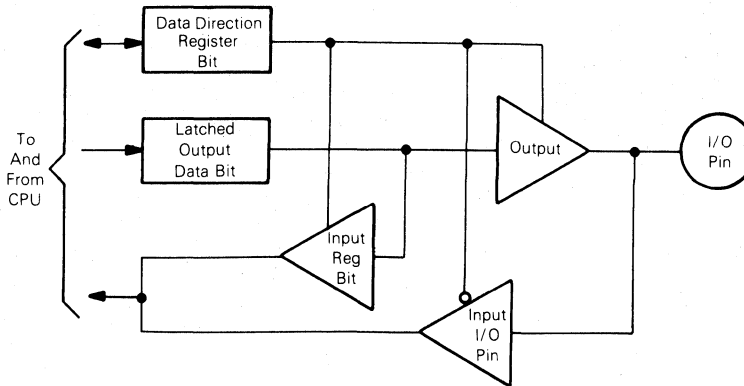 Data Direction
Register
Bit
To
And
From
CPU
Latched
Output
Data Bit
Output
I/O
Pin
Input
Reg
Bit
Input
I/O
Pin